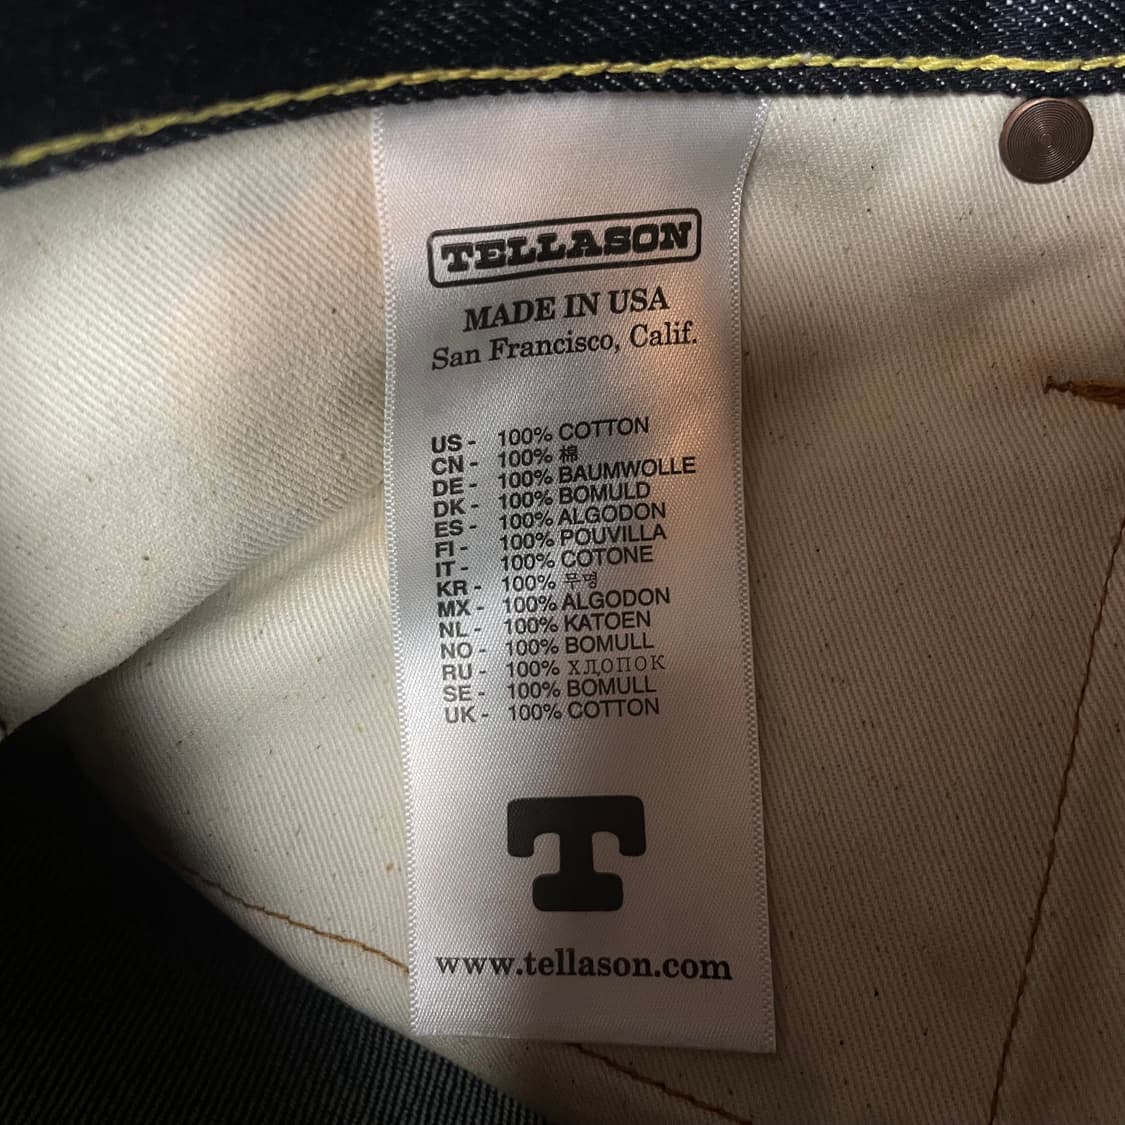 TELLASON
MADE IN USA
San Francisco, Calif.
US - 100% COTTON
CN - 100% 棉
DE - 100% BAUMWOLLE
DK - 100% BOMULD
ES - 100% ALGODON
FI - 100% POUVILLA
IT - 100% COTONE
KR - 100% 무명
MX - 100% ALGODON
NL - 100% KATOEN
NO - 100% BOMULL
RU - 100% ХЛОПОК
SE - 100% BOMULL
UK - 100% COTTON
T
www.tellason.com